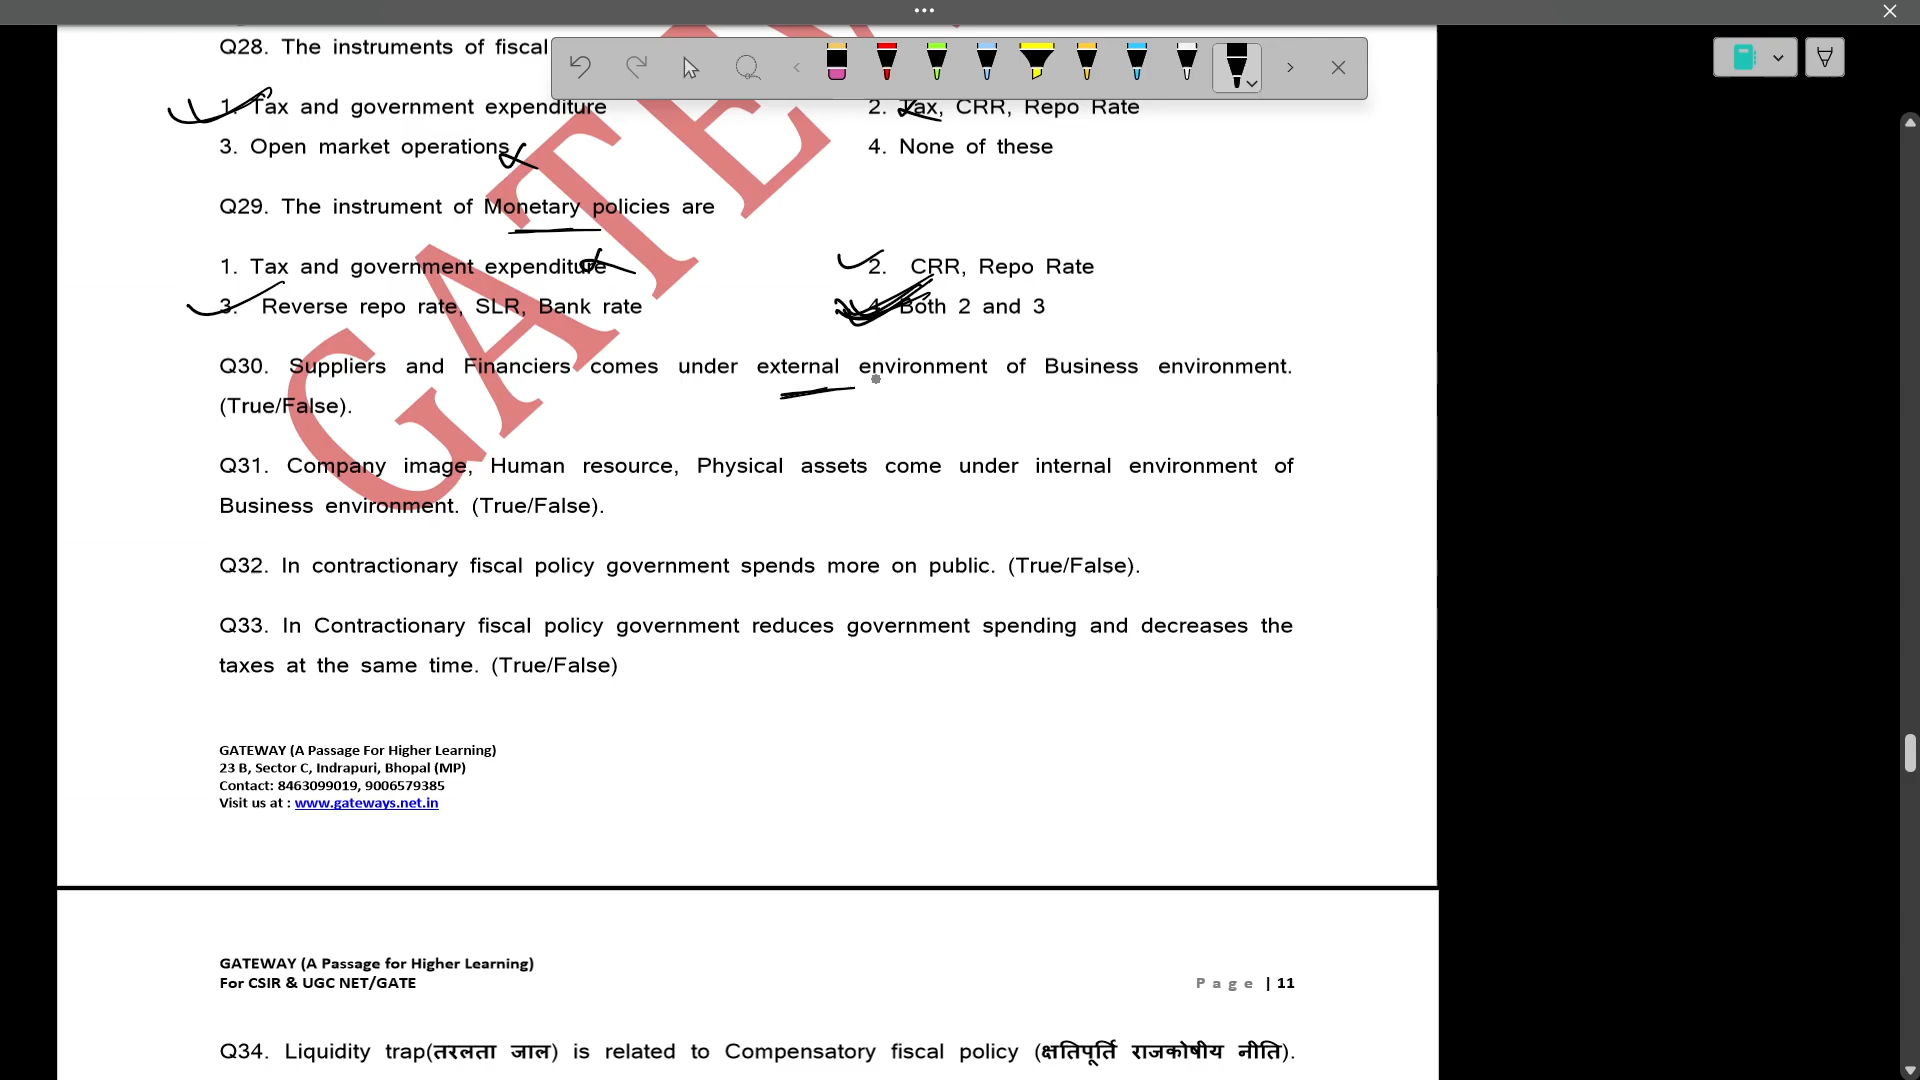 Q28. The instruments of fiscal
1. Tax and government expenditure 2. Tax, CRR, Repo Rate
3. Open market operations 4. None of these
Q29. The instrument of Monetary policies are
1. Tax and government expenditure 2. CRR, Repo Rate
3. Reverse repo rate, SLR, Bank rate 4. Both 2 and 3
Q30. Suppliers and Financiers comes under external environment of Business environment.
(True/False).
Q31. Company image, Human resource, Physical assets come under internal environment of
Business environment. (True/False).
Q32. In contractionary fiscal policy government spends more on public. (True/False).
Q33. In Contractionary fiscal policy government reduces government spending and decreases the
taxes at the same time. (True/False)
GATEWAY (A Passage For Higher Learning)
23 B, Sector C, Indrapuri, Bhopal (MP)
Contact: 8463099019, 9006579385
Visit us at : www.gateways.net.in
GATEWAY (A Passage for Higher Learning)
For CSIR & UGC NET/GATE Page | 11
Q34. Liquidity trap(तरलता जाल) is related to Compensatory fiscal policy (क्षतिपूर्ति राजकोषीय नीति).